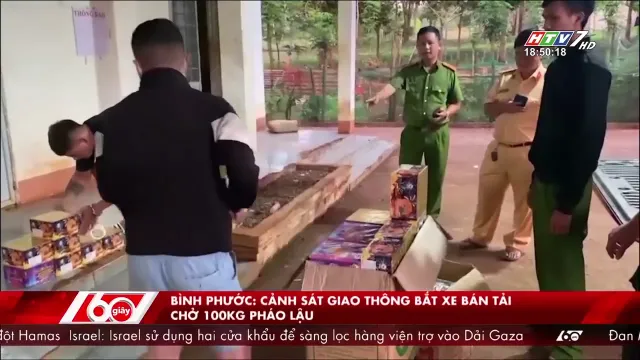 THÔNG BÁO
HTV7 HD
18:50:18
60 giây
BÌNH PHƯỚC: CẢNH SÁT GIAO THÔNG BẮT XE BÁN TẢI
CHỞ 100KG PHÁO LẬU
đột Hamas Israel: Israel sử dụng hai cửa khẩu để sàng lọc hàng viện trợ vào Dải Gaza 60 Đan